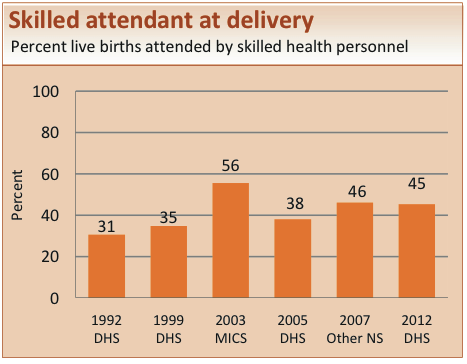 Skilled attendant at delivery
Percent live births attended by skilled health personnel
Percent
100
80
60
40
20
0
31
35
56
38
46
45
1992
DHS
1999
DHS
2003
MICS
2005
DHS
2007
Other NS
2012
DHS